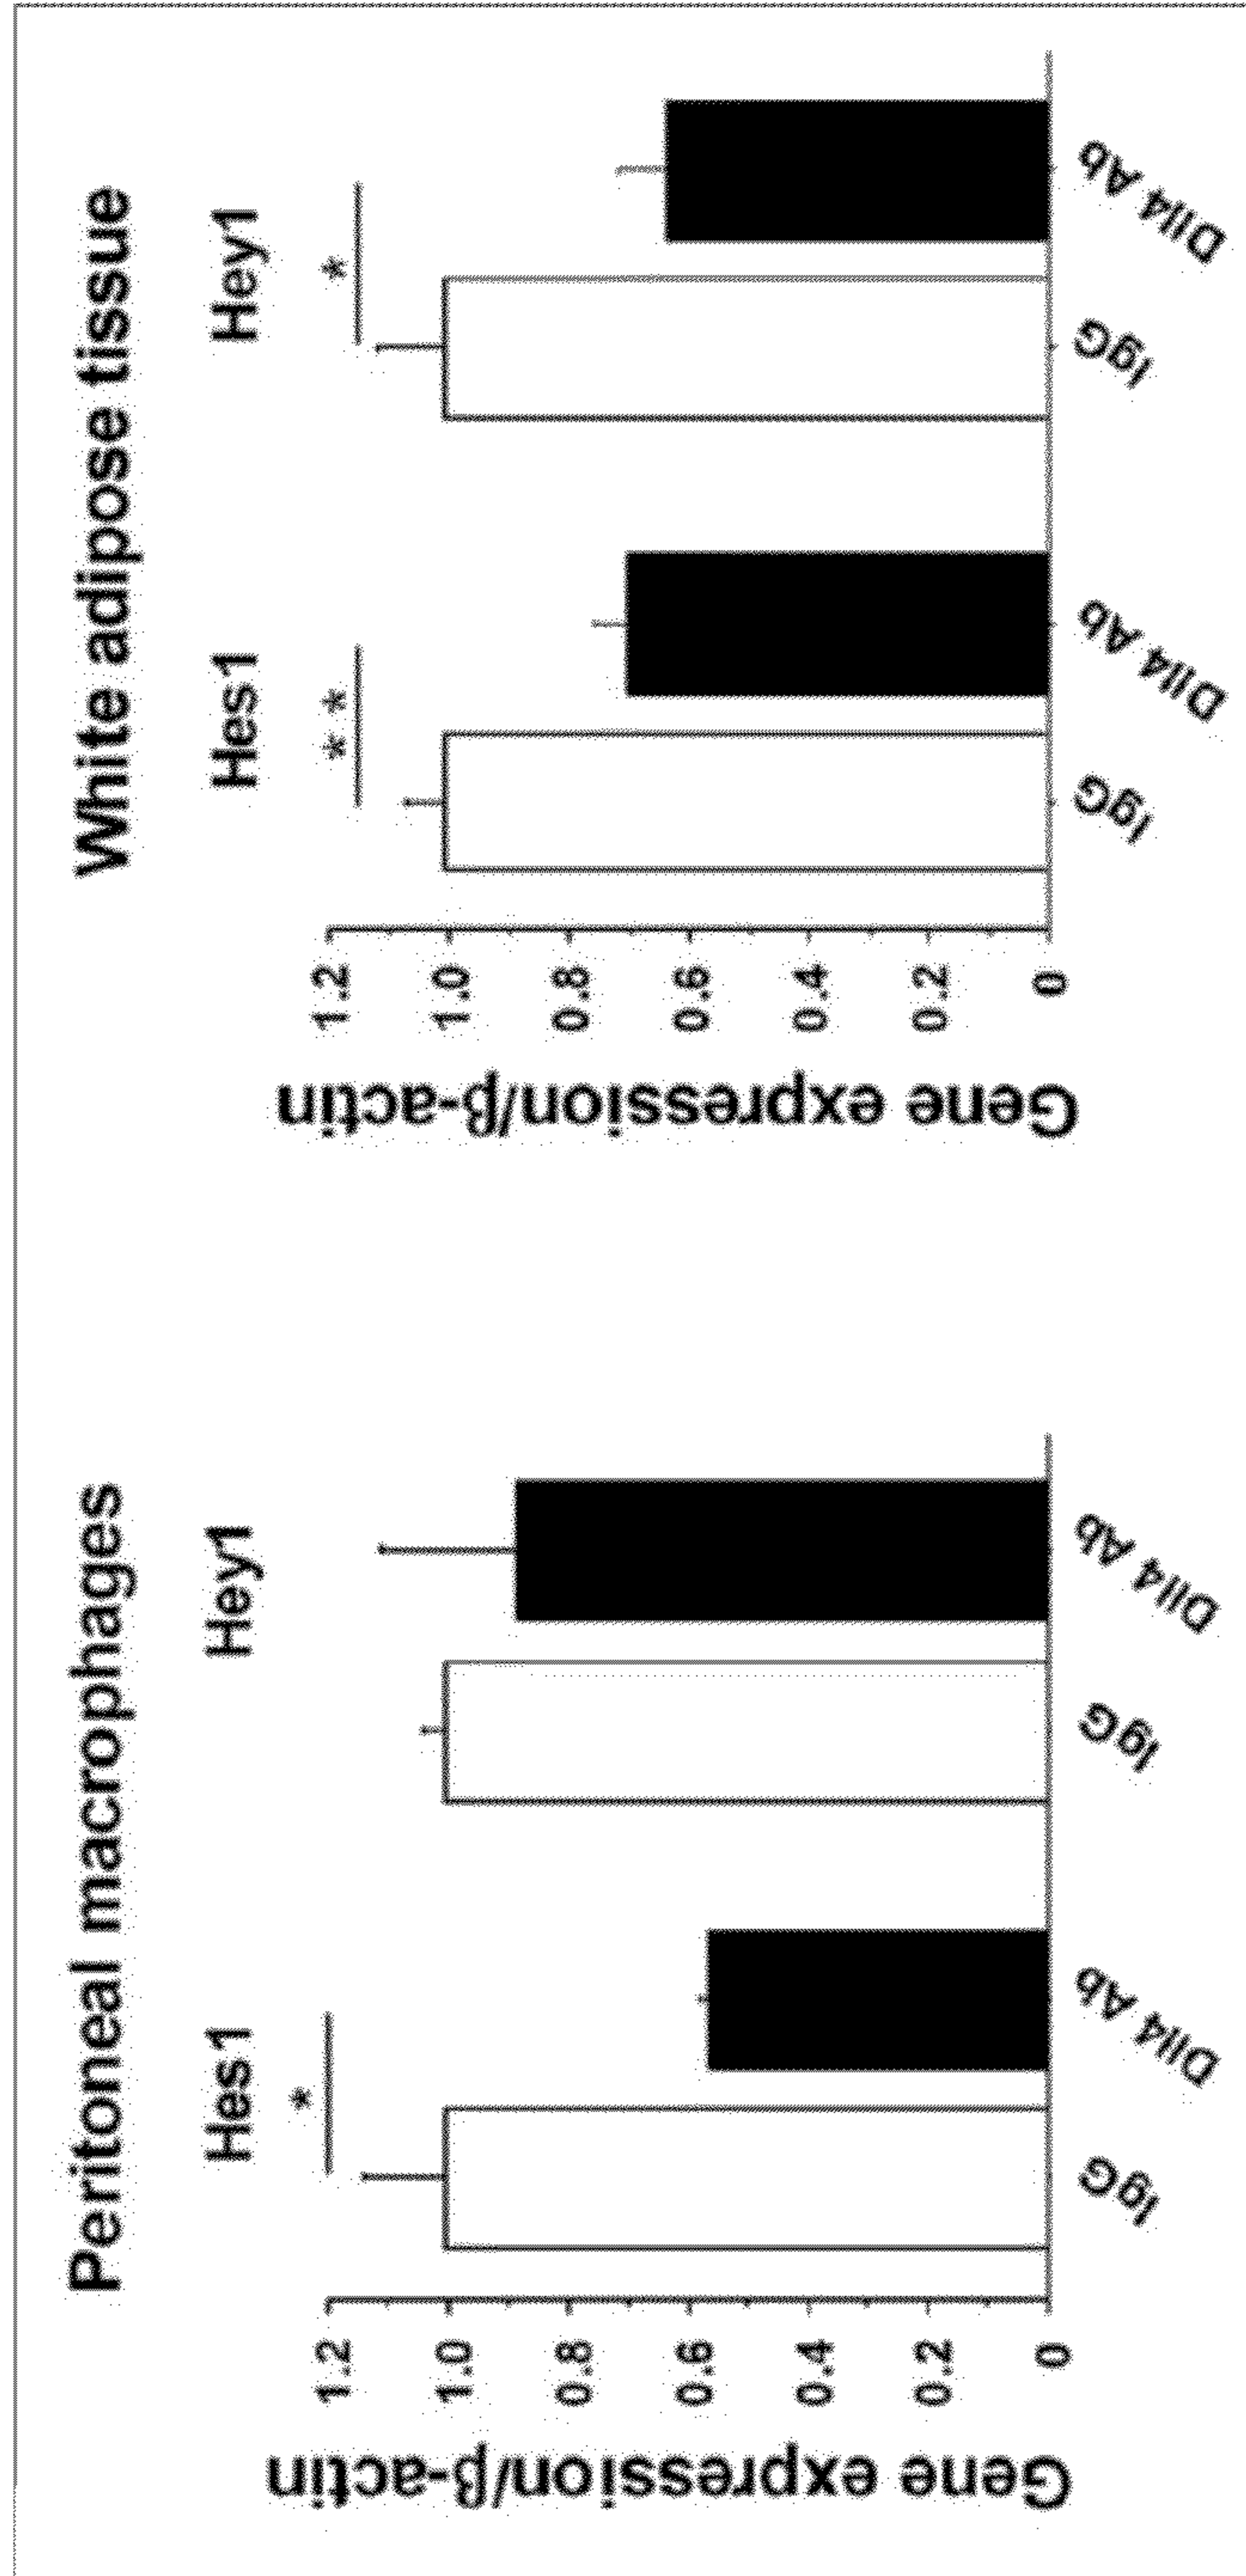 Peritoneal macrophages
Hes1
Hey1
*
Gene expression/β-actin
1.2
1.0
0.8
0.6
0.4
0.2
0
IgG
Dll4 Ab
IgG
Dll4 Ab
White adipose tissue
Hes1
Hey1
**
*
Gene expression/β-actin
1.2
1.0
0.8
0.6
0.4
0.2
0
IgG
Dll4 Ab
IgG
Dll4 Ab